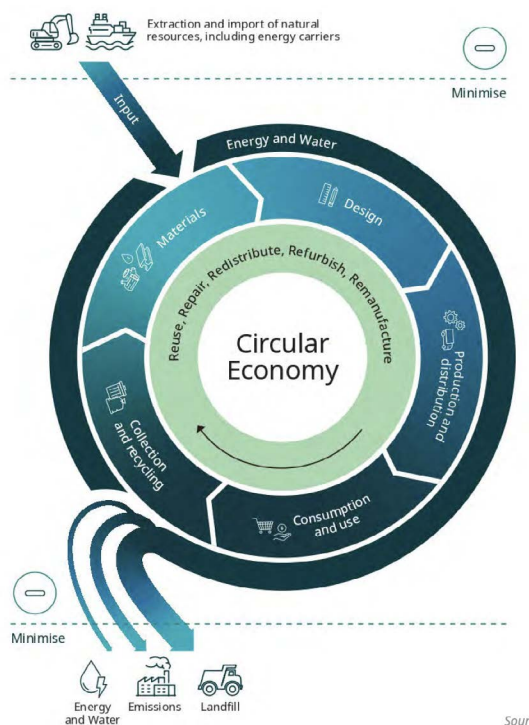 Extraction and import of natural
resources, including energy carriers
Minimise
Input
Energy and Water
Materials
Design
Reuse, Repair, Redistribute, Refurbish, Remanufacture
Circular
Economy
Production and
distribution
Collection
and recycling
Consumption
and use
Minimise
Energy
and Water
Emissions
Landfill